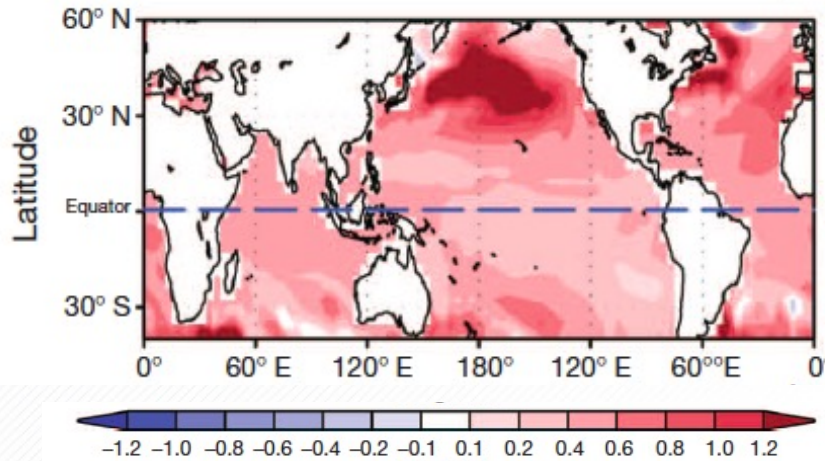 60° N
30° N
Latitude
Equator
30° S
0° 60° E 120° E 180° 120° E 60°° E 0°
–1.2 –1.0 –0.8 –0.6 –0.4 –0.2 –0.1 0.1 0.2 0.4 0.6 0.8 1.0 1.2